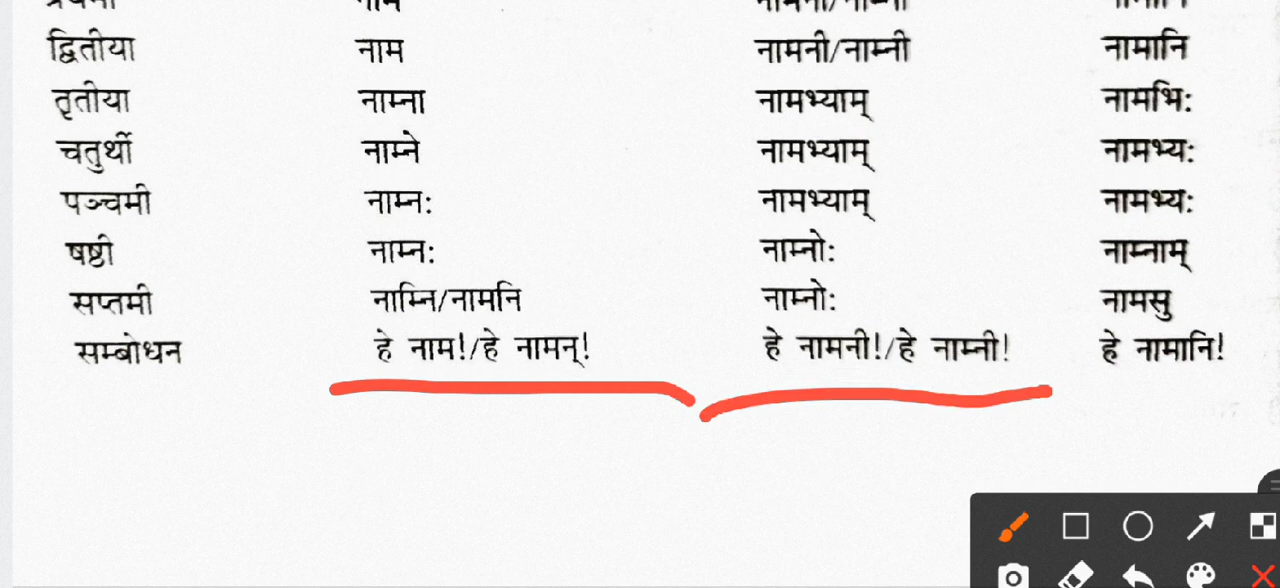 द्वितीया नाम नामनी/नाम्नी नामानि
तृतीया नाम्ना नामभ्याम् नामभि:
चतुर्थी नाम्ने नामभ्याम् नामभ्य:
पञ्चमी नाम्न: नामभ्याम् नामभ्य:
षष्ठी नाम्न: नाम्नो: नाम्नाम्
सप्तमी नाम्नि/नामनि नाम्नो: नामसु
सम्बोधन हे नाम!/हे नामन्! हे नामनी!/हे नाम्नी! हे नामानि!